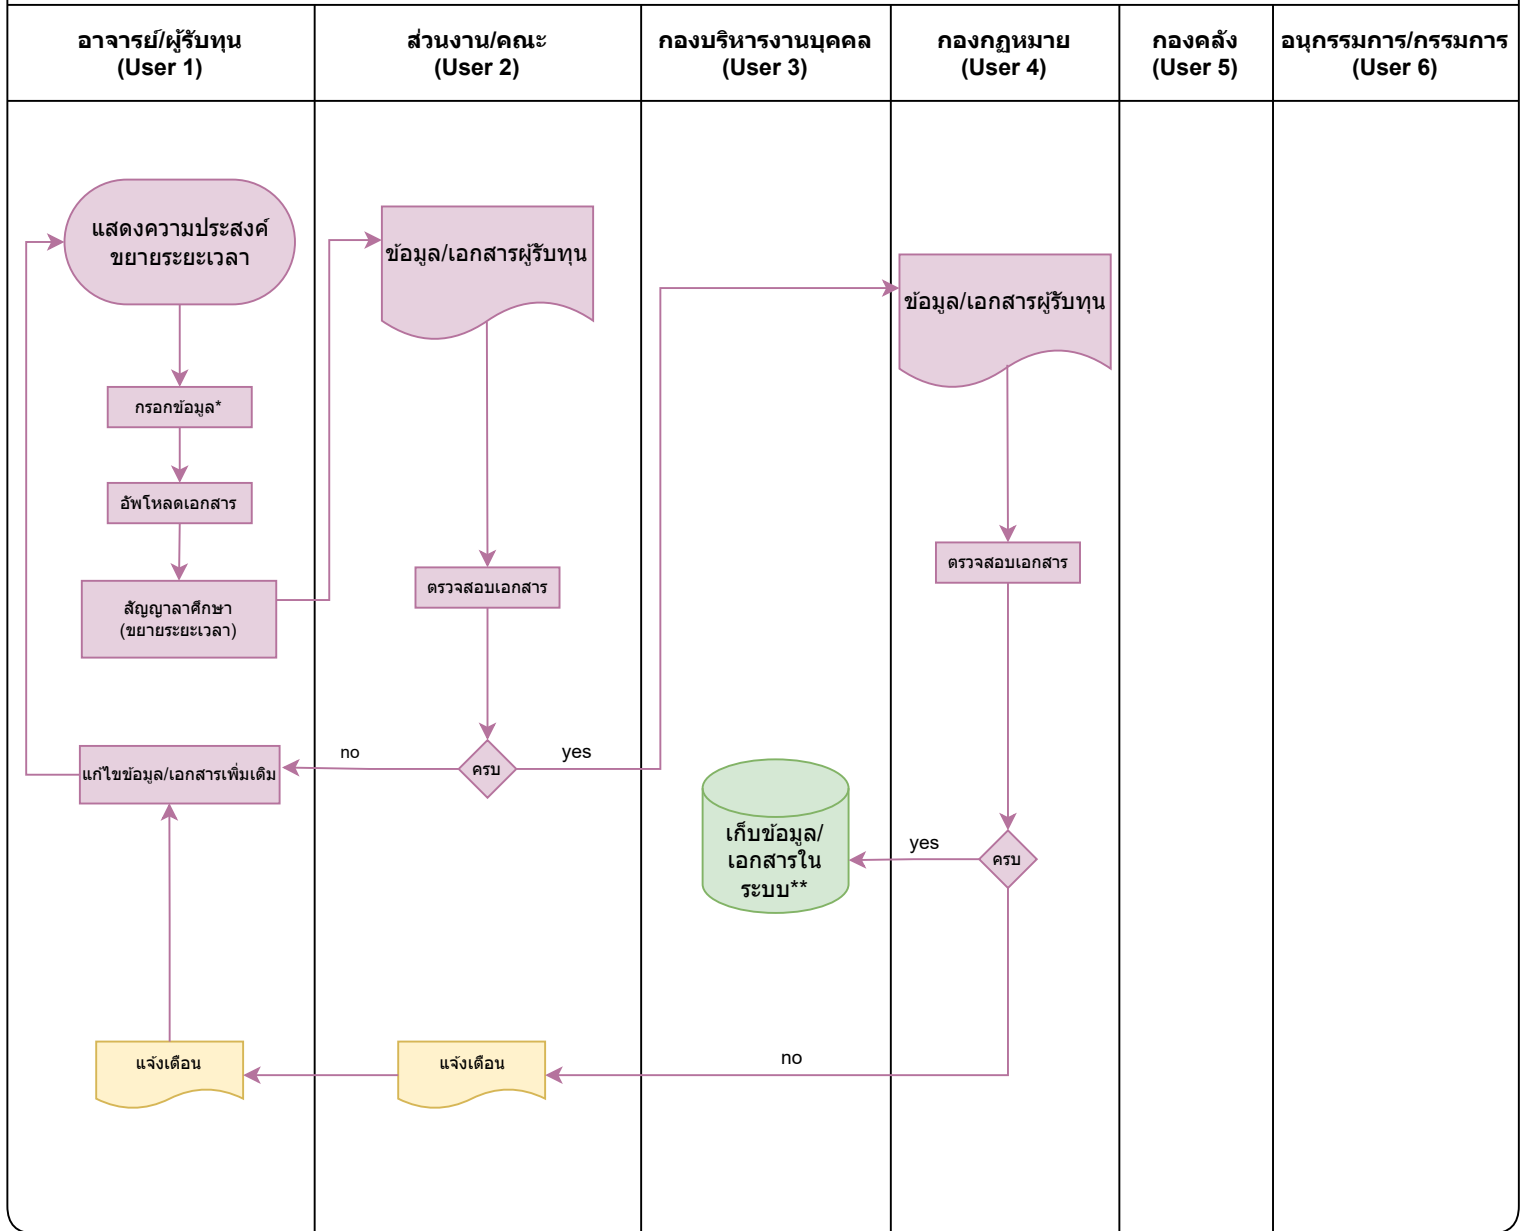 อาจารย์/ผู้รับทุน
(User 1)
ส่วนงาน/คณะ
(User 2)
กองบริหารงานบุคคล
(User 3)
กองกฎหมาย
(User 4)
กองคลัง
(User 5)
อนุกรรมการ/กรรมการ
(User 6)
แสดงความประสงค์
ขยายระยะเวลา
ข้อมูล/เอกสารผู้รับทุน
ข้อมูล/เอกสารผู้รับทุน
กรอกข้อมูล*
อัพโหลดเอกสาร
สัญญาลาศึกษา
(ขยายระยะเวลา)
ตรวจสอบเอกสาร
ตรวจสอบเอกสาร
แก้ไขข้อมูล/เอกสารเพิ่มเติม
no
ครบ
yes
เก็บข้อมูล/
เอกสารใน
ระบบ**
yes
ครบ
แจ้งเตือน
แจ้งเตือน
no